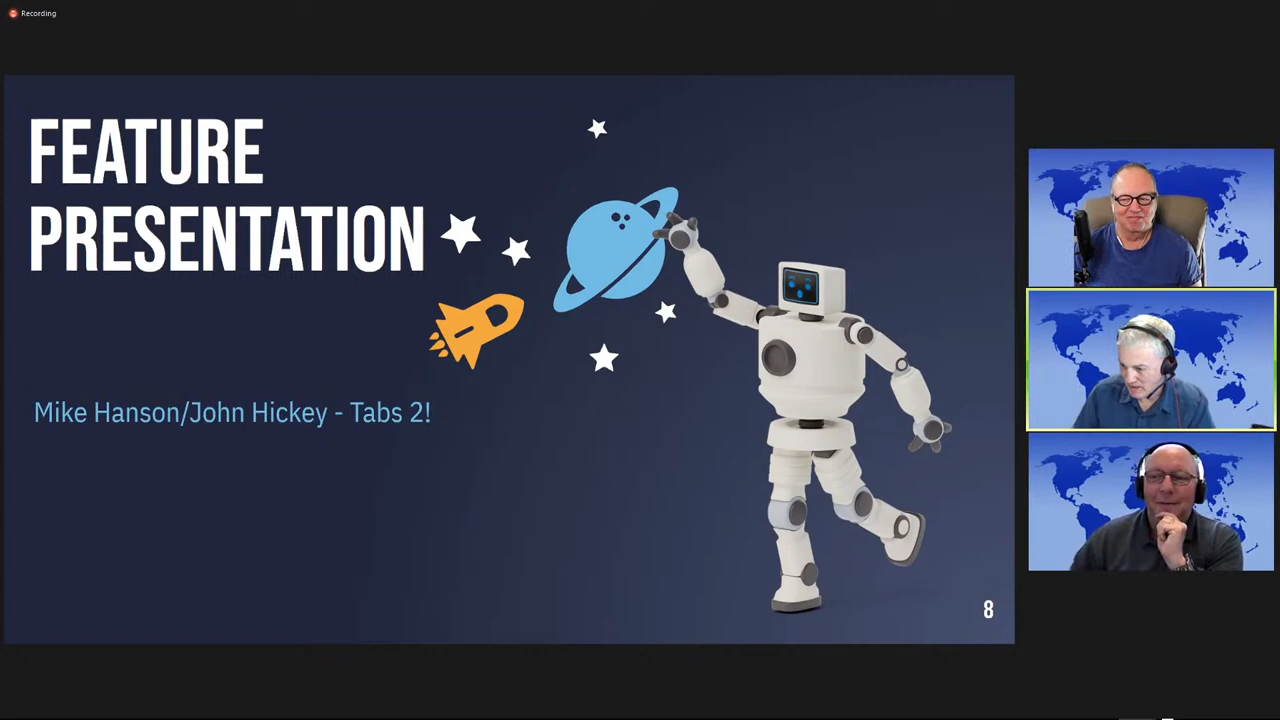 Recording
FEATURE
PRESENTATION
Mike Hanson/John Hickey - Tabs 2!
8